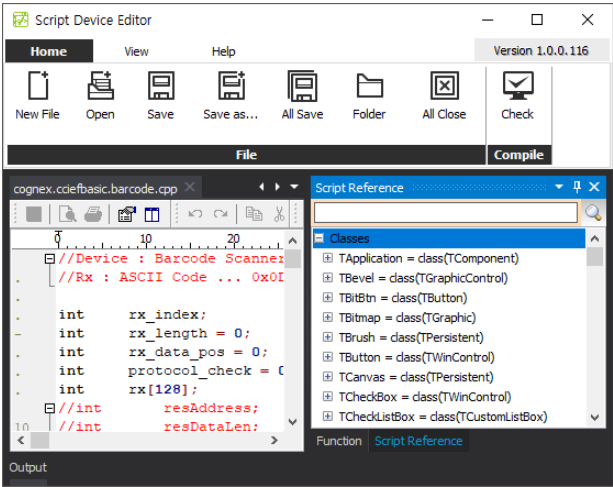 Script Device Editor
Home View Help Version 1.0.0.116
New File Open Save Save as... All Save Folder All Close Check
File Compile
cognex.cciefbasic.barcode.cpp
0 10 20
//Device : Barcode Scanner
//Rx : ASCII Code ... 0x0D
int rx_index;
int rx_length = 0;
int rx_data_pos = 0;
int protocol_check = 0
int rx[128];
//int resAddress;
10 //int resDataLen;
Script Reference
Classes
TApplication = class(TComponent)
TBevel = class(TGraphicControl)
TBitBtn = class(TButton)
TBitmap = class(TGraphic)
TBrush = class(TPersistent)
TButton = class(TWinControl)
TCanvas = class(TPersistent)
TCheckBox = class(TWinControl)
TCheckListBox = class(TCustomListBox)
Function Script Reference
Output